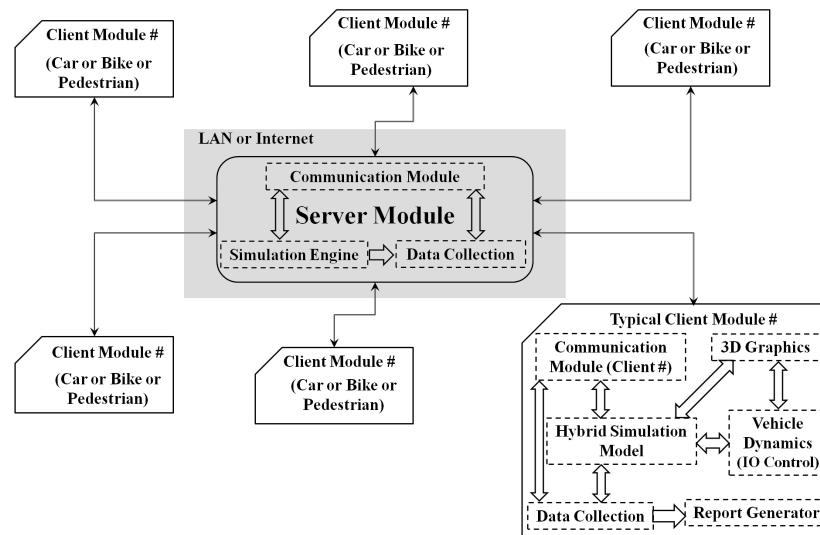 Client Module #
(Car or Bike or
Pedestrian)
Client Module #
(Car or Bike or
Pedestrian)
Client Module #
(Car or Bike or
Pedestrian)
LAN or Internet
Communication Module
Server Module
Simulation Engine
Data Collection
Client Module #
(Car or Bike or
Pedestrian)
Client Module #
(Car or Bike or
Pedestrian)
Typical Client Module #
Communication
Module (Client #)
3D Graphics
Hybrid Simulation
Model
Vehicle
Dynamics
(IO Control)
Data Collection
Report Generator